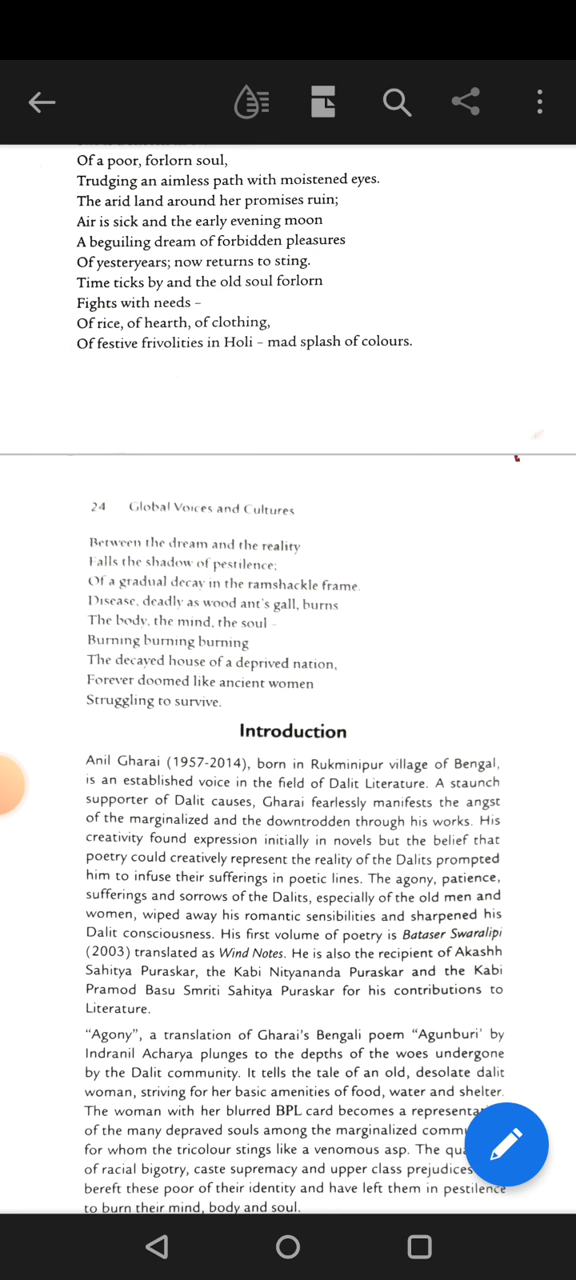 Of a poor, forlorn soul,
Trudging an aimless path with moistened eyes.
The arid land around her promises ruin;
Air is sick and the early evening moon
A beguiling dream of forbidden pleasures
Of yesteryears; now returns to sting.
Time ticks by and the old soul forlorn
Fights with needs –
Of rice, of hearth, of clothing,
Of festive frivolities in Holi – mad splash of colours.
24 Global Voices and Cultures
Between the dream and the reality
Falls the shadow of pestilence;
Of a gradual decay in the ramshackle frame.
Disease, deadly as wood ant's gall, burns
The body, the mind, the soul –
Burning burning burning
The decayed house of a deprived nation,
Forever doomed like ancient women
Struggling to survive.
Introduction
Anil Gharai (1957-2014), born in Rukminipur village of Bengal,
is an established voice in the field of Dalit Literature. A staunch
supporter of Dalit causes, Gharai fearlessly manifests the angst
of the marginalized and the downtrodden through his works. His
creativity found expression initially in novels but the belief that
poetry could creatively represent the reality of the Dalits prompted
him to infuse their sufferings in poetic lines. The agony, patience,
sufferings and sorrows of the Dalits, especially of the old men and
women, wiped away his romantic sensibilities and sharpened his
Dalit consciousness. His first volume of poetry is Bataser Swaralipi
(2003) translated as Wind Notes. He is also the recipient of Akashh
Sahitya Puraskar, the Kabi Nityananda Puraskar and the Kabi
Pramod Basu Smriti Sahitya Puraskar for his contributions to
Literature.
“Agony”, a translation of Gharai's Bengali poem “Agunburi' by
Indranil Acharya plunges to the depths of the woes undergone
by the Dalit community. It tells the tale of an old, desolate dalit
woman, striving for her basic amenities of food, water and shelter.
The woman with her blurred BPL card becomes a
of the many depraved souls among the marginalized
for whom the tricolour stings like a venomous asp. The
of racial bigotry, caste supremacy and upper class prejudices
bereft these poor of their identity and have left them in pestilence
to burn their mind, body and soul.